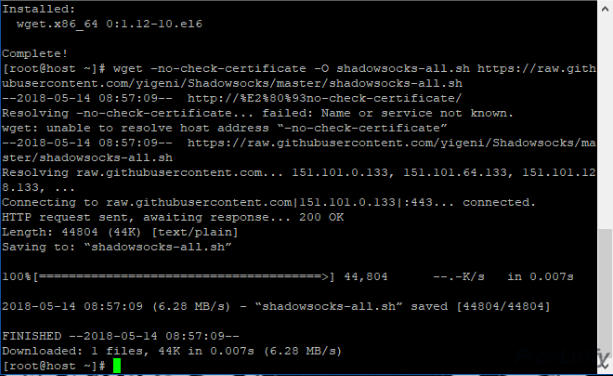 Installed:
wget.x86_64 0:1.12-10.el6
Complete!
[root@host ~]# wget –no-check-certificate -O shadowsocks-all.sh https://raw.gith
ubusercontent.com/yigeni/Shadowsocks/master/shadowsocks-all.sh
--2018-05-14 08:57:09--  http://%E2%80%93no-check-certificate/
Resolving –no-check-certificate... failed: Name or service not known.
wget: unable to resolve host address “–no-check-certificate”
--2018-05-14 08:57:09--  https://raw.githubusercontent.com/yigeni/Shadowsocks/ma
ster/shadowsocks-all.sh
Resolving raw.githubusercontent.com... 151.101.0.133, 151.101.64.133, 151.101.12
8.133, ...
Connecting to raw.githubusercontent.com|151.101.0.133|:443... connected.
HTTP request sent, awaiting response... 200 OK
Length: 44804 (44K) [text/plain]
Saving to: “shadowsocks-all.sh”
100%[======================================>] 44,804      --.-K/s   in 0.007s
2018-05-14 08:57:09 (6.28 MB/s) - “shadowsocks-all.sh” saved [44804/44804]
FINISHED --2018-05-14 08:57:09--
Downloaded: 1 files, 44K in 0.007s (6.28 MB/s)
[root@host ~]#